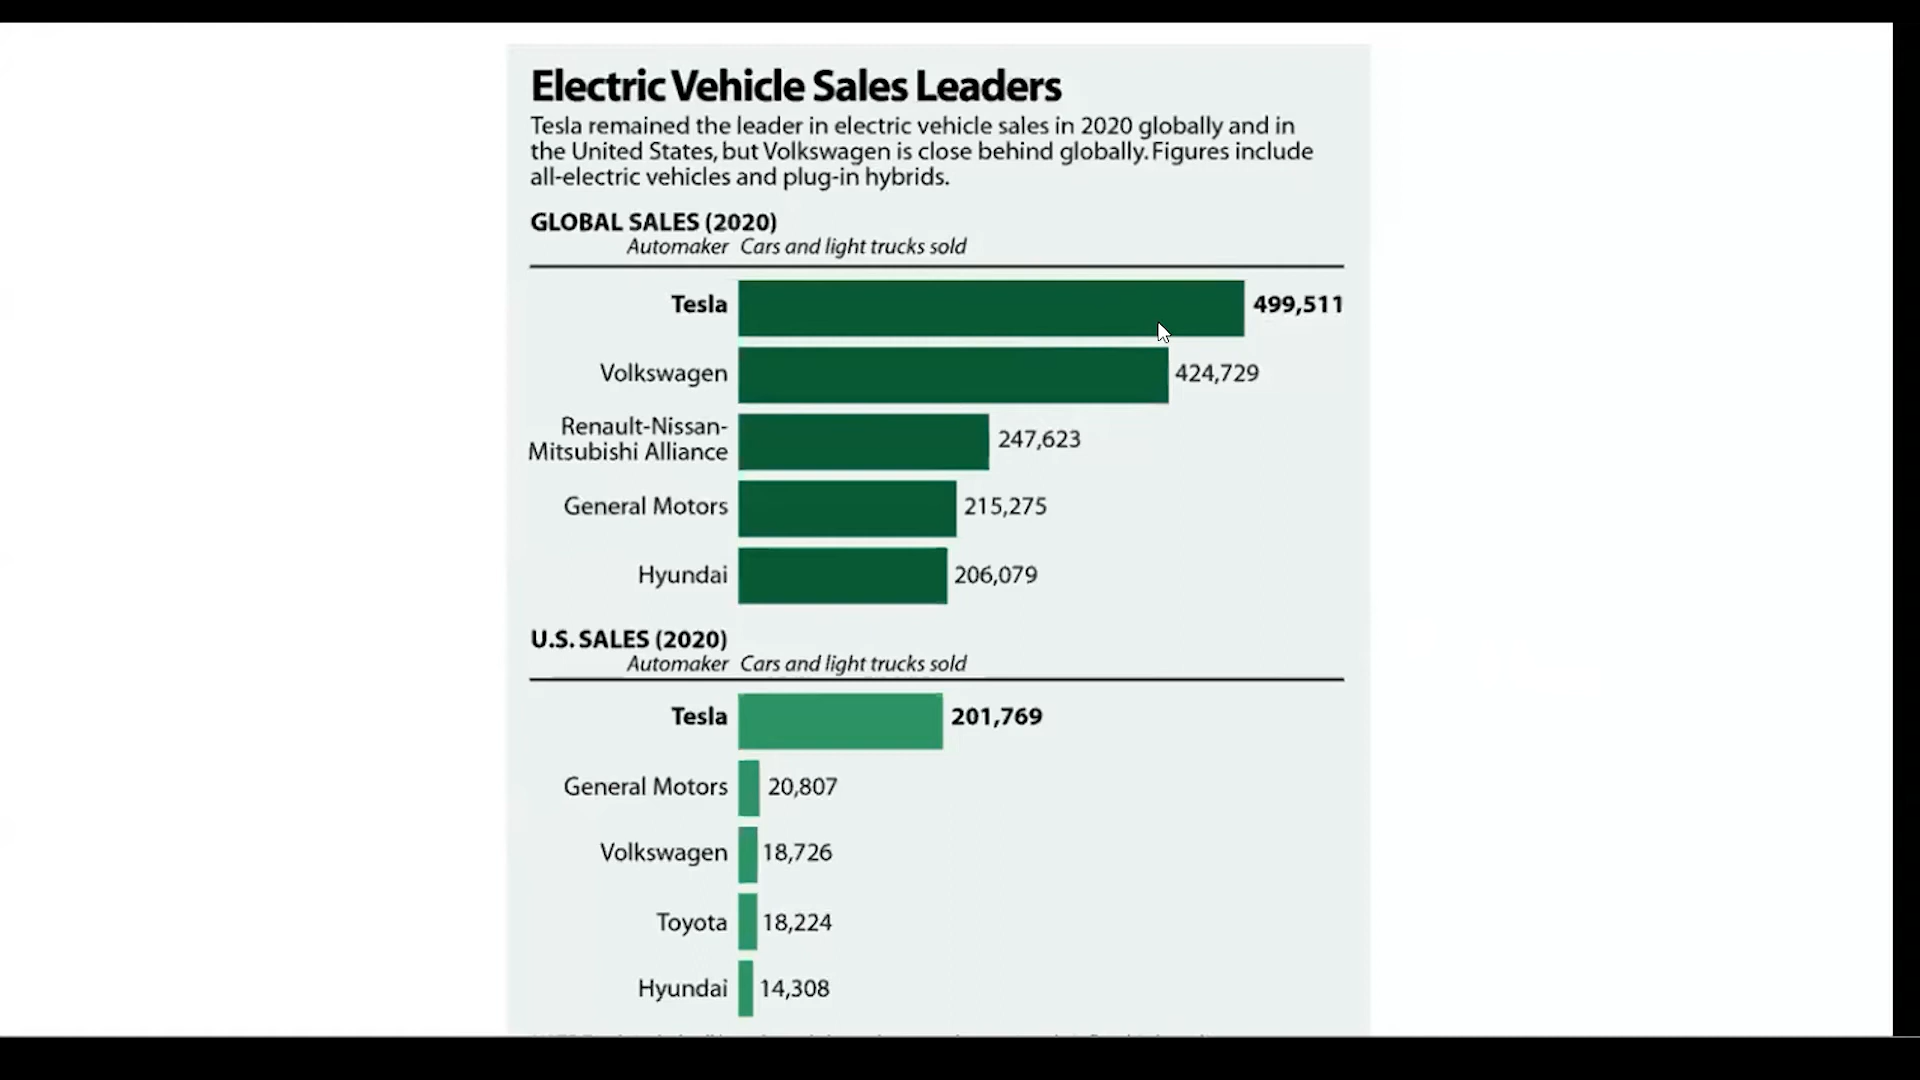 Electric Vehicle Sales Leaders
Tesla remained the leader in electric vehicle sales in 2020 globally and in
the United States, but Volkswagen is close behind globally. Figures include
all-electric vehicles and plug-in hybrids.
GLOBAL SALES (2020)
Automaker Cars and light trucks sold
Tesla 499,511
Volkswagen 424,729
Renault-Nissan-
Mitsubishi Alliance 247,623
General Motors 215,275
Hyundai 206,079
U.S. SALES (2020)
Automaker Cars and light trucks sold
Tesla 201,769
General Motors 20,807
Volkswagen 18,726
Toyota 18,224
Hyundai 14,308